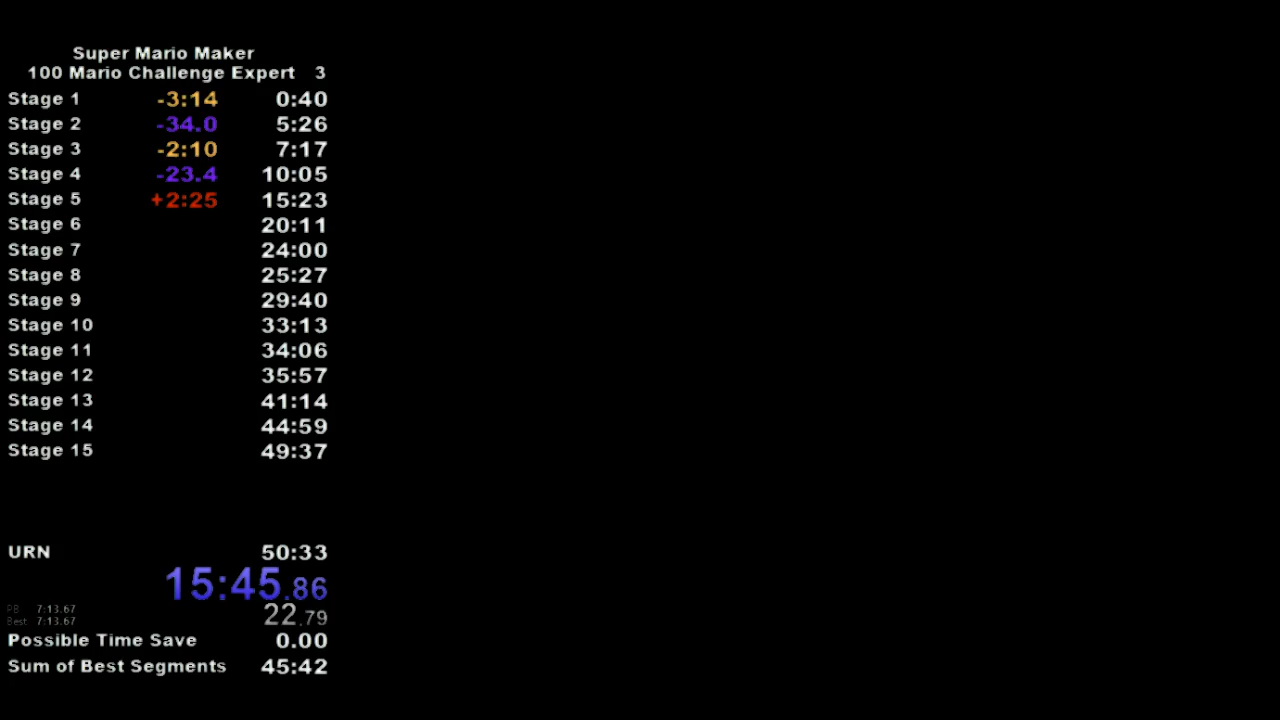 Super Mario Maker
100 Mario Challenge Expert 3
Stage 1 -3:14 0:40
Stage 2 -34.0 5:26
Stage 3 -2:10 7:17
Stage 4 -23.4 10:05
Stage 5 +2:25 15:23
Stage 6 20:11
Stage 7 24:00
Stage 8 25:27
Stage 9 29:40
Stage 10 33:13
Stage 11 34:06
Stage 12 35:57
Stage 13 41:14
Stage 14 44:59
Stage 15 49:37
URN 50:33
15:45.86
PB: 7:13.67
Best: 7:13.67
22.79
Possible Time Save 0.00
Sum of Best Segments 45:42